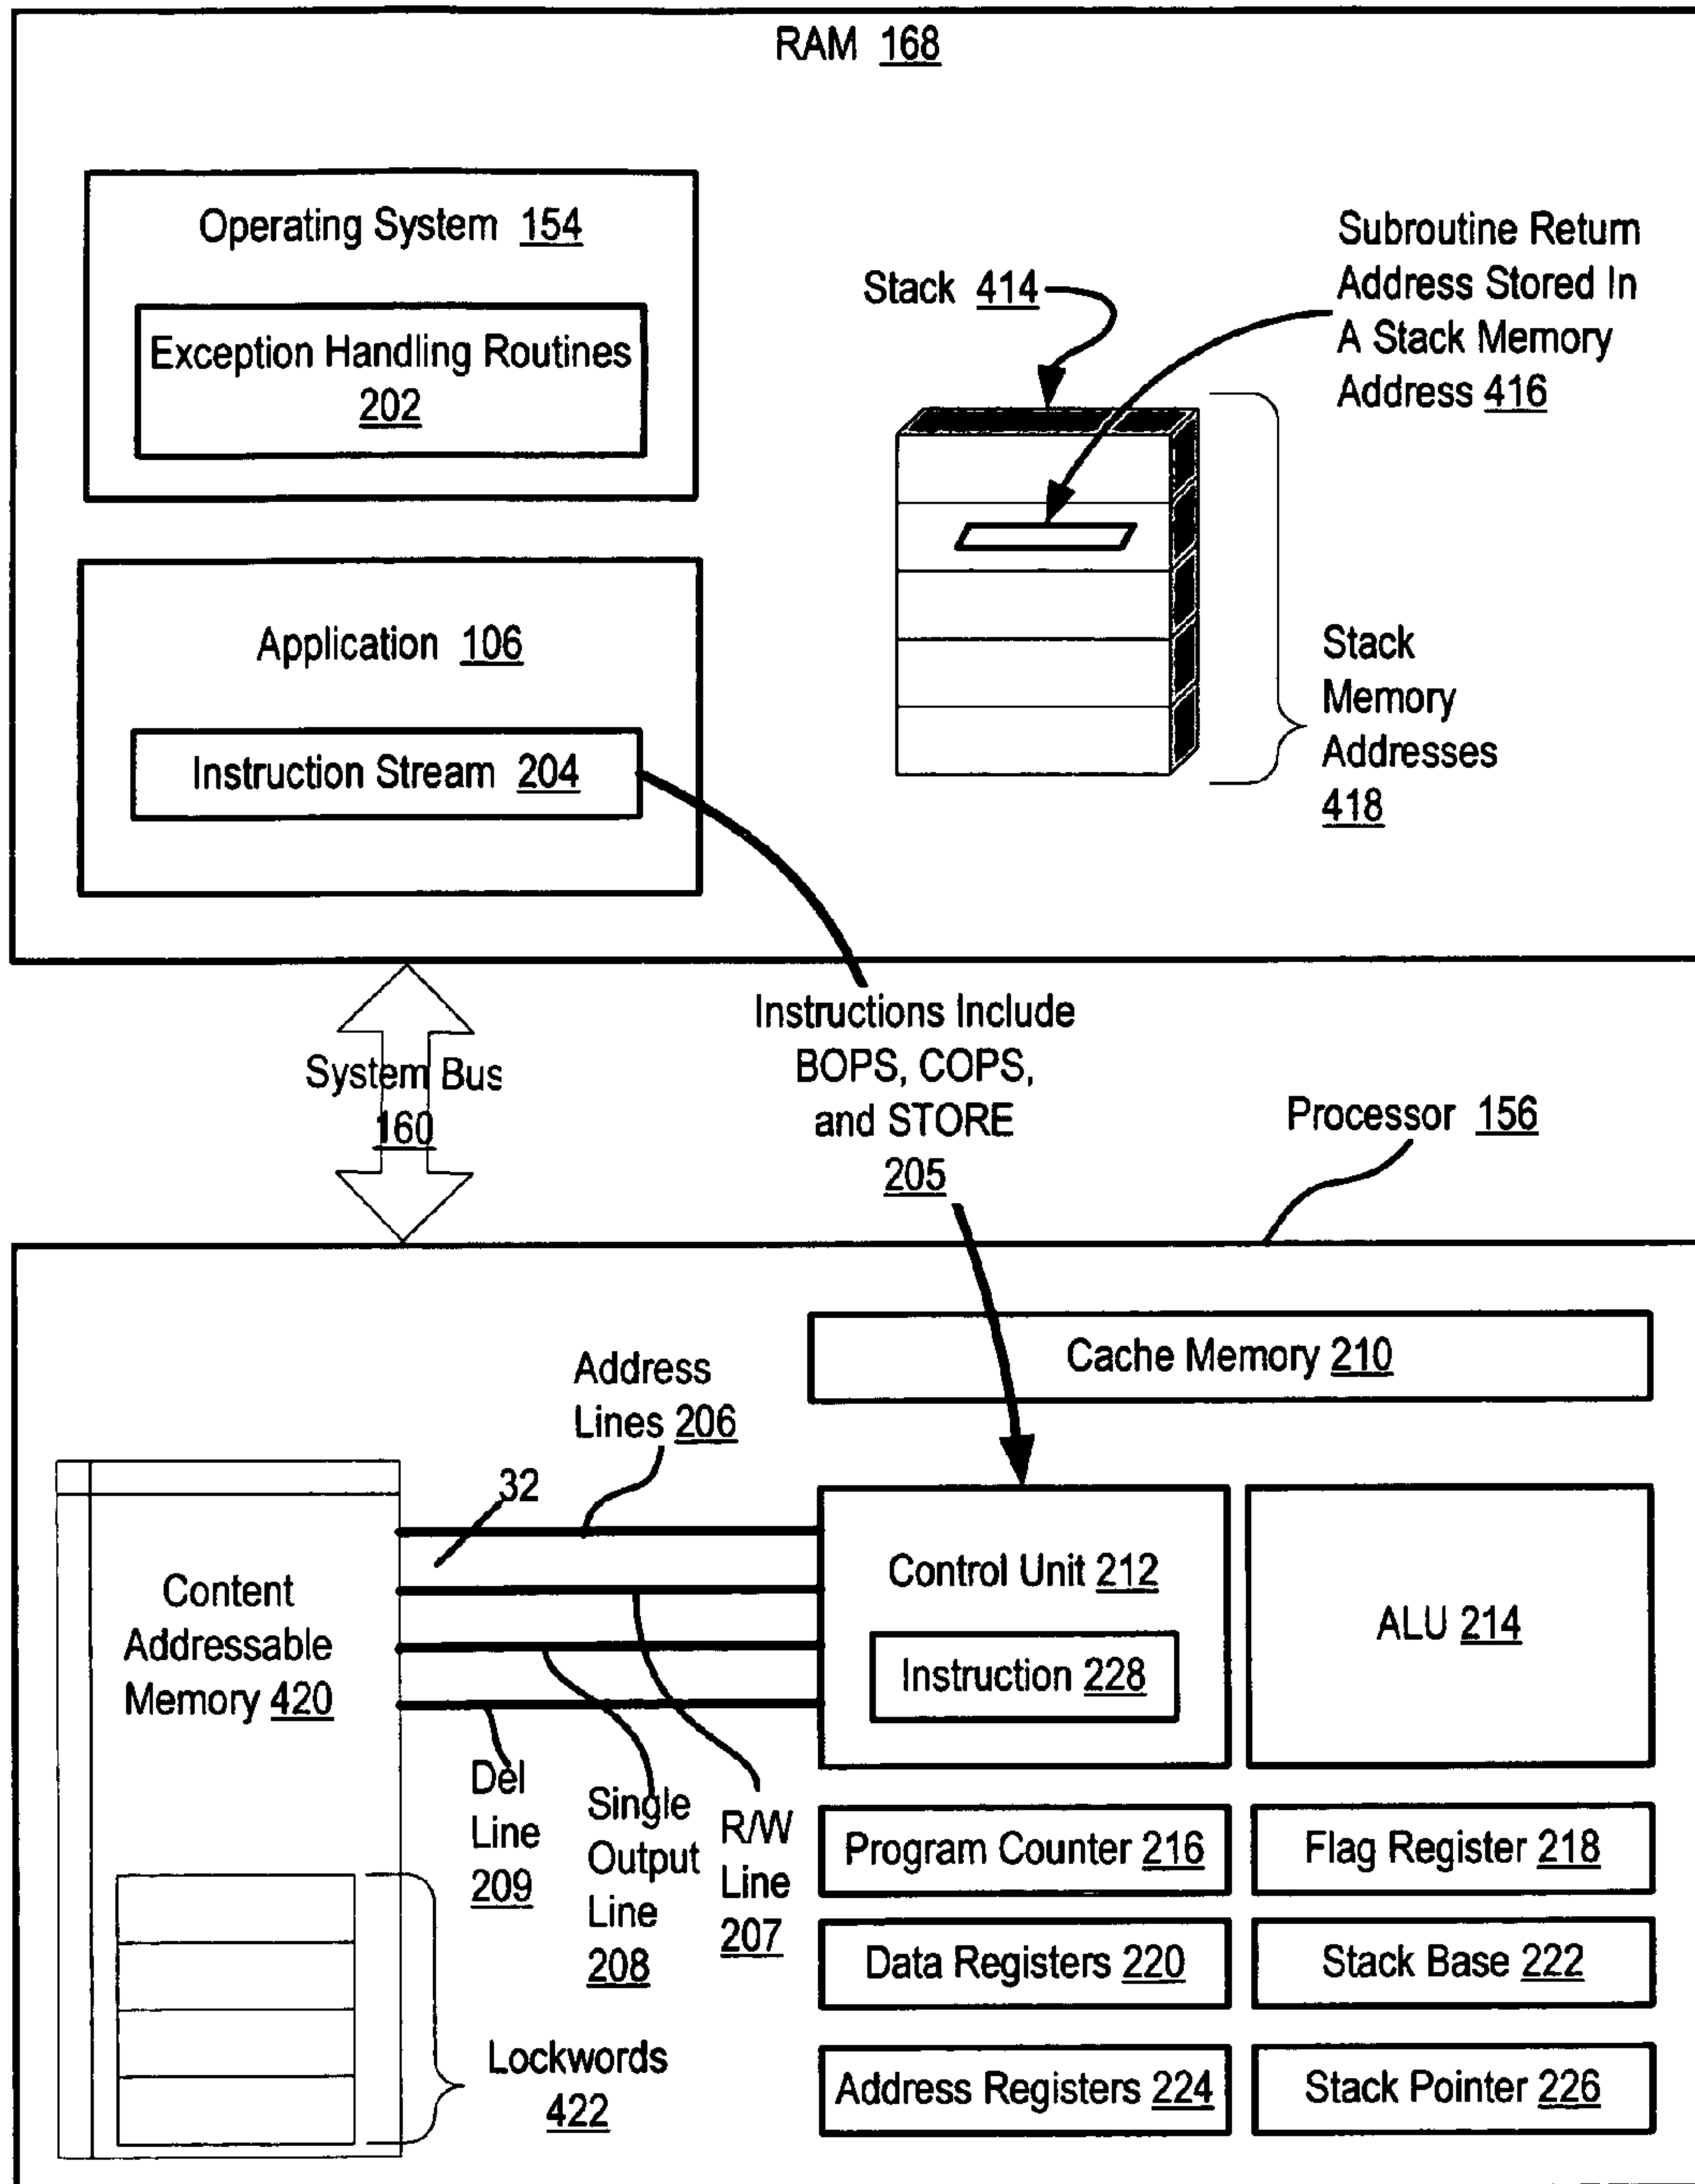 RAM 168
Operating System 154
Exception Handling Routines
202
Stack 414
Subroutine Return
Address Stored In
A Stack Memory
Address 416
Application 106
Instruction Stream 204
Stack
Memory
Addresses
418
System Bus
160
Instructions Include
BOPS, COPS,
and STORE
205
Processor 156
Cache Memory 210
Address
Lines 206
32
Content
Addressable
Memory 420
Control Unit 212
Instruction 228
ALU 214
Del
Line
209
Single
Output
Line
208
R/W
Line
207
Program Counter 216
Flag Register 218
Data Registers 220
Stack Base 222
Lockwords
422
Address Registers 224
Stack Pointer 226